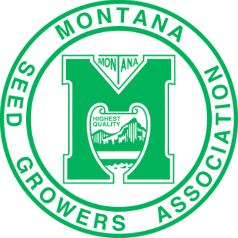 MONTANA
SEED GROWERS ASSOCIATION
MONTANA
HIGHEST
QUALITY